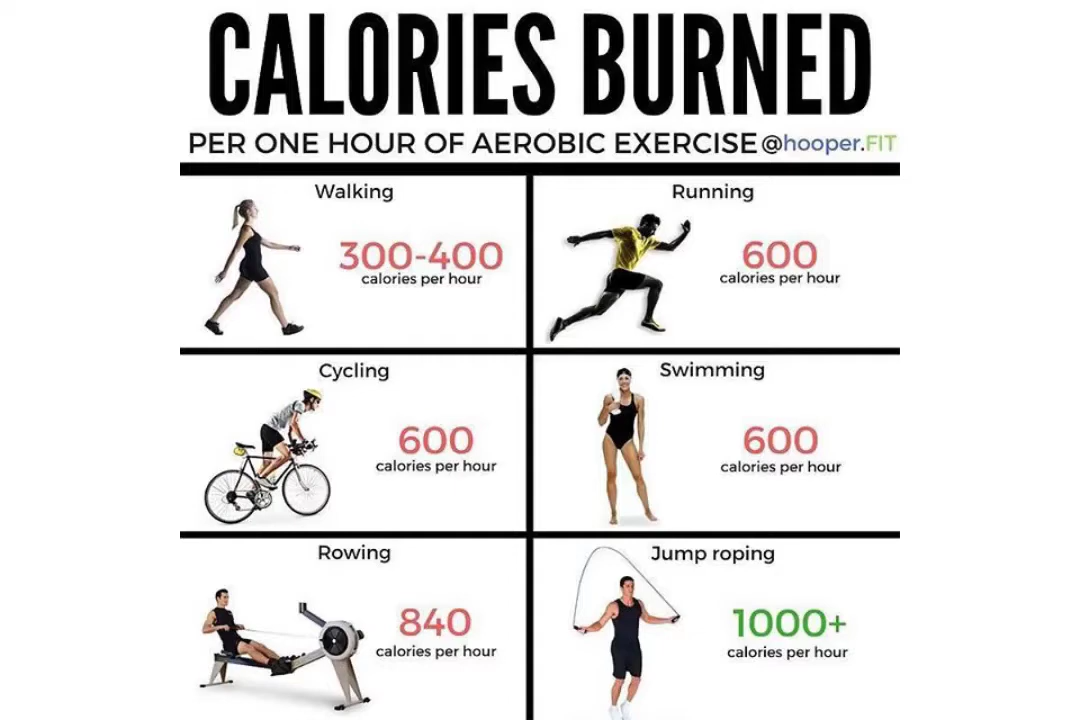 CALORIES BURNED
PER ONE HOUR OF AEROBIC EXERCISE @hooper.FIT
Walking
300-400
calories per hour
Running
600
calories per hour
Cycling
600
calories per hour
Swimming
600
calories per hour
Rowing
840
calories per hour
Jump roping
1000+
calories per hour